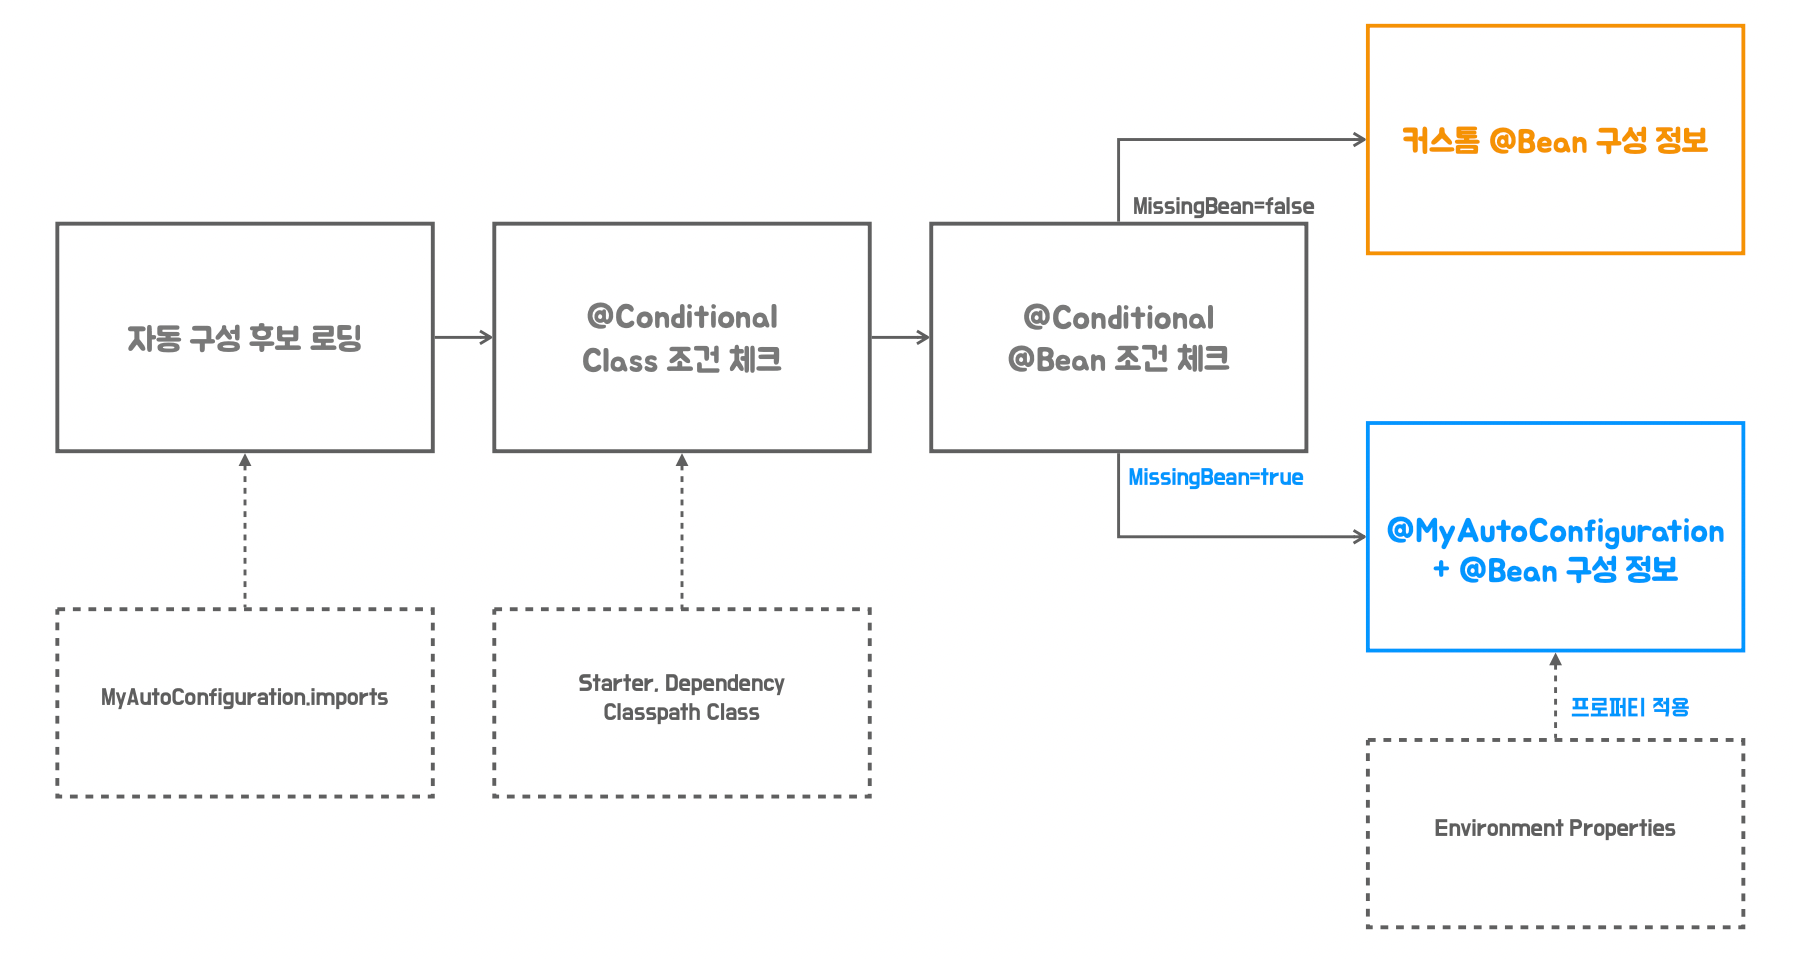 커스톰 @Bean 구성 정보
MissingBean=false
자동 구성 후보 로딩
@Conditional
Class 조건 체크
@Conditional
@Bean 조건 체크
MissingBean=true
@MyAutoConfiguration
+ @Bean 구성 정보
MyAutoConfiguration.imports
Starter, Dependency
Classpath Class
프로퍼티 적용
Environment Properties